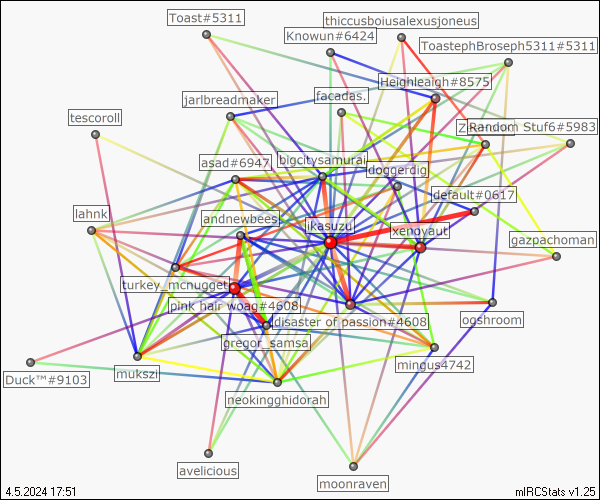 Toast#5311
thiccusboiusalexusjoneus
Knowun#6424
ToastephBroseph5311#5311
Heighleaigh#8575
jarlbreadmaker
facadas.
tescoroll
Random Stuf6#5983
asad#6947
bigcitysamurai
doggerdig
default#0617
lahnk
andnewbees
ikasuzu
xenoyaut
gazpachoman
turkey_mcnugget
pink hair woag#4608
disaster of passion#4608
ooshroom
gregor_samsa
mingus4742
Duck™#9103
mukszi
neokingghidorah
avelicious
moonraven
4.5.2024 17:51
mIRCStats v1.25